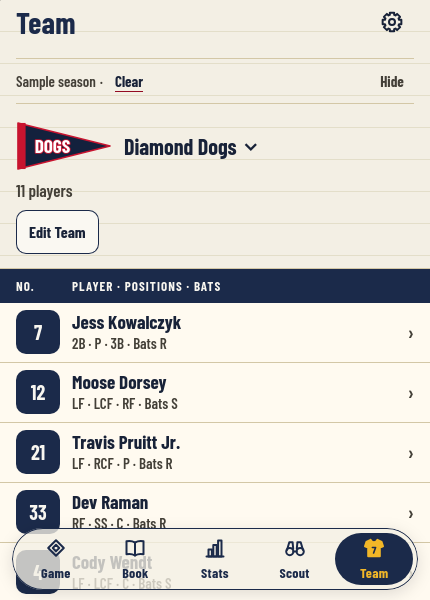 Team
Sample season · Clear Hide
DOGS Diamond Dogs
11 players
Edit Team
NO. PLAYER · POSITIONS · BATS
7 Jess Kowalczyk
2B · P · 3B · Bats R
12 Moose Dorsey
LF · LCF · RF · Bats S
21 Travis Pruitt Jr.
LF · RCF · P · Bats R
33 Dev Raman
RF · SS · C · Bats R
Cody Wendt
LF · LCF · C · Bats S
Game Book Stats Scout Team